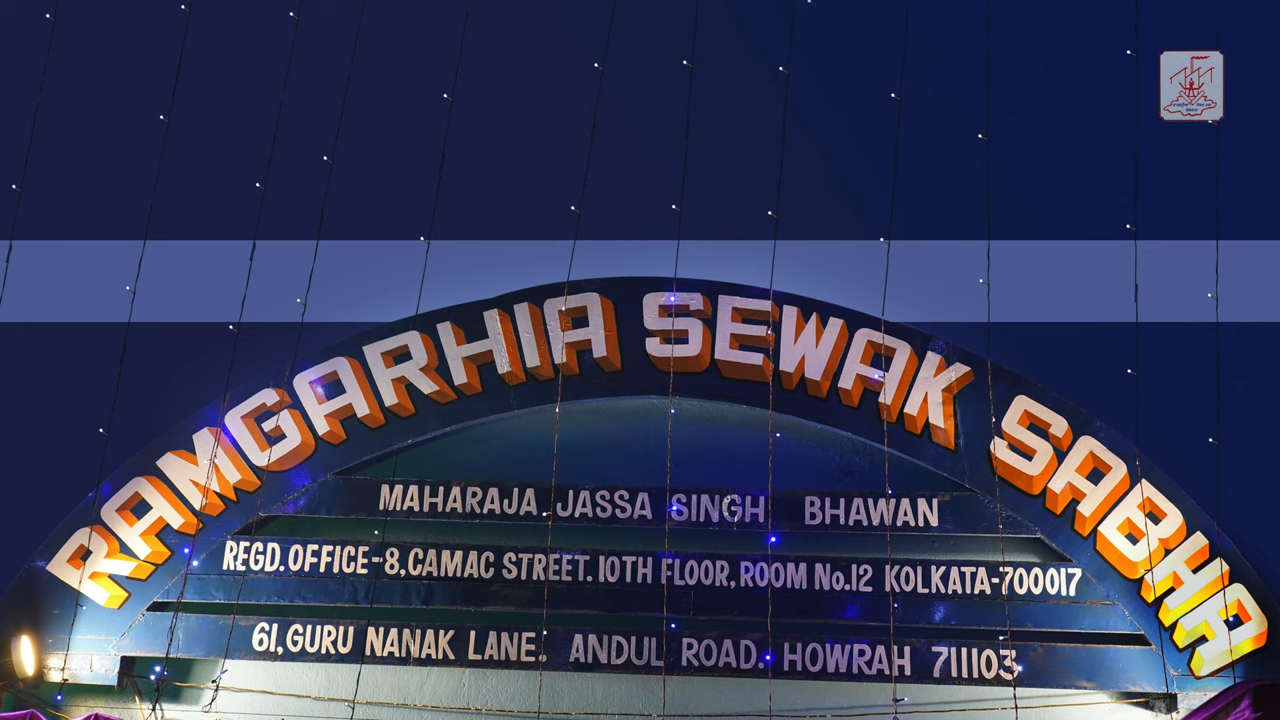 RAMGARHIA SEWAK SABHA
MAHARAJA JASSA SINGH BHAWAN
REGD.OFFICE-8,CAMAC STREET.10TH FLOOR,ROOM No.12 KOLKATA-700017
61,GURU NANAK LANE. ANDUL ROAD. HOWRAH 711103